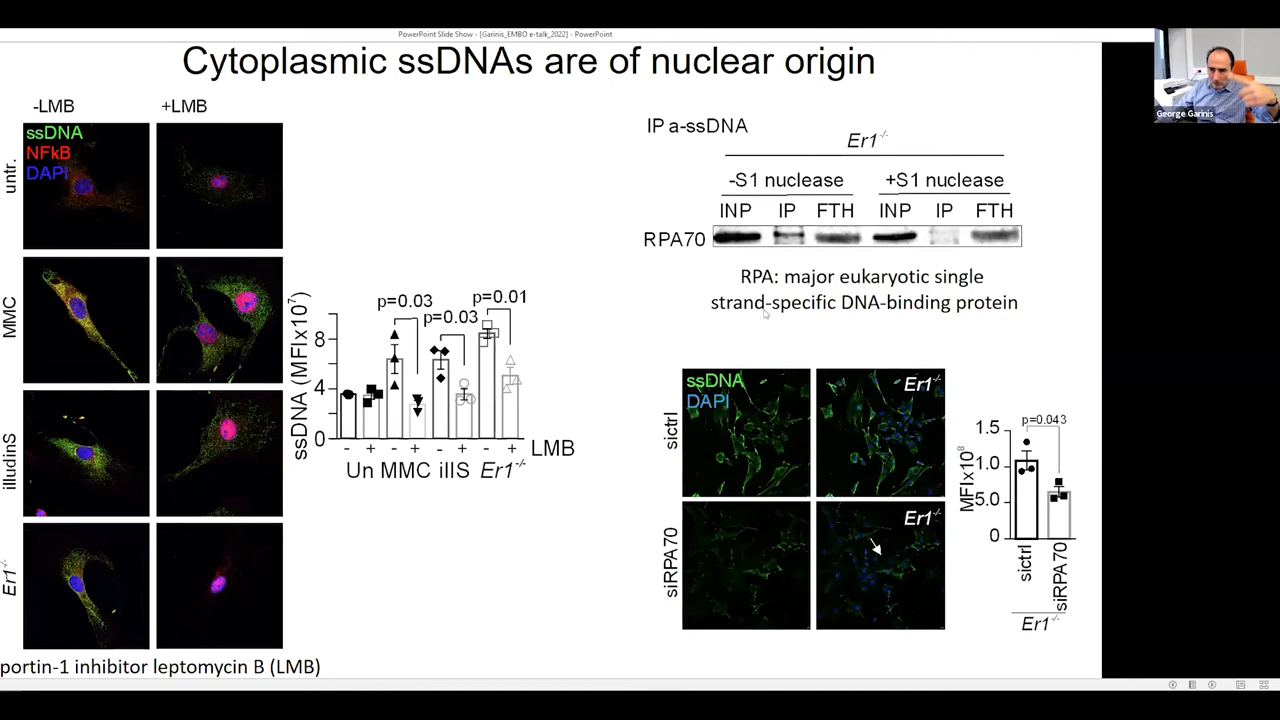 PowerPoint Slide Show - [Garinis_EMBO e-talk_2022] - PowerPoint
Cytoplasmic ssDNAs are of nuclear origin
George Garinis
-LMB +LMB
ssDNA
NFkB
DAPI
untr.
MMC
illudinS
Er1-/-
portin-1 inhibitor leptomycin B (LMB)
ssDNA (MFIx10⁷)
8
4
0
p=0.03
p=0.03
p=0.01
- + - + - + - + LMB
Un MMC illS Er1-/-
IP a-ssDNA
Er1-/-
-S1 nuclease +S1 nuclease
INP IP FTH INP IP FTH
RPA70
RPA: major eukaryotic single
strand-specific DNA-binding protein
ssDNA
DAPI
Er1-/-
sictrl
Er1-/-
siRPA70
MFIx10⁸
1.5
1.0
5.0
0
p=0.043
sictrl
siRPA70
Er1-/-